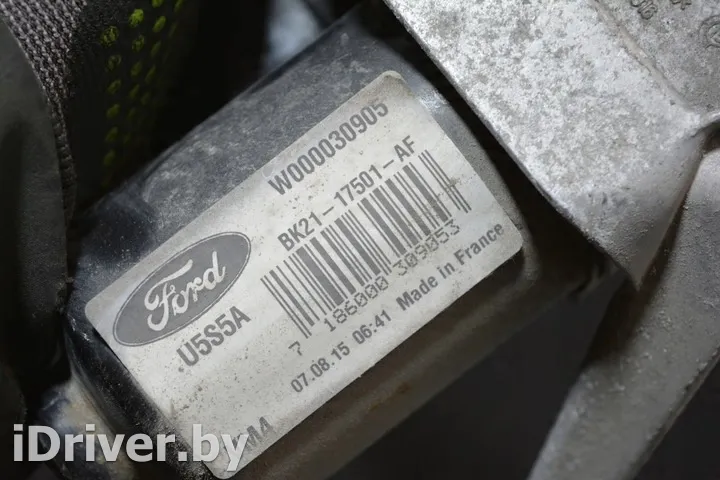 W000030905
BK21-17501-AF
Ford
.U5S5A
7 186000 309053
07.08.15 06:41 Made in France
M4
iDriver.by